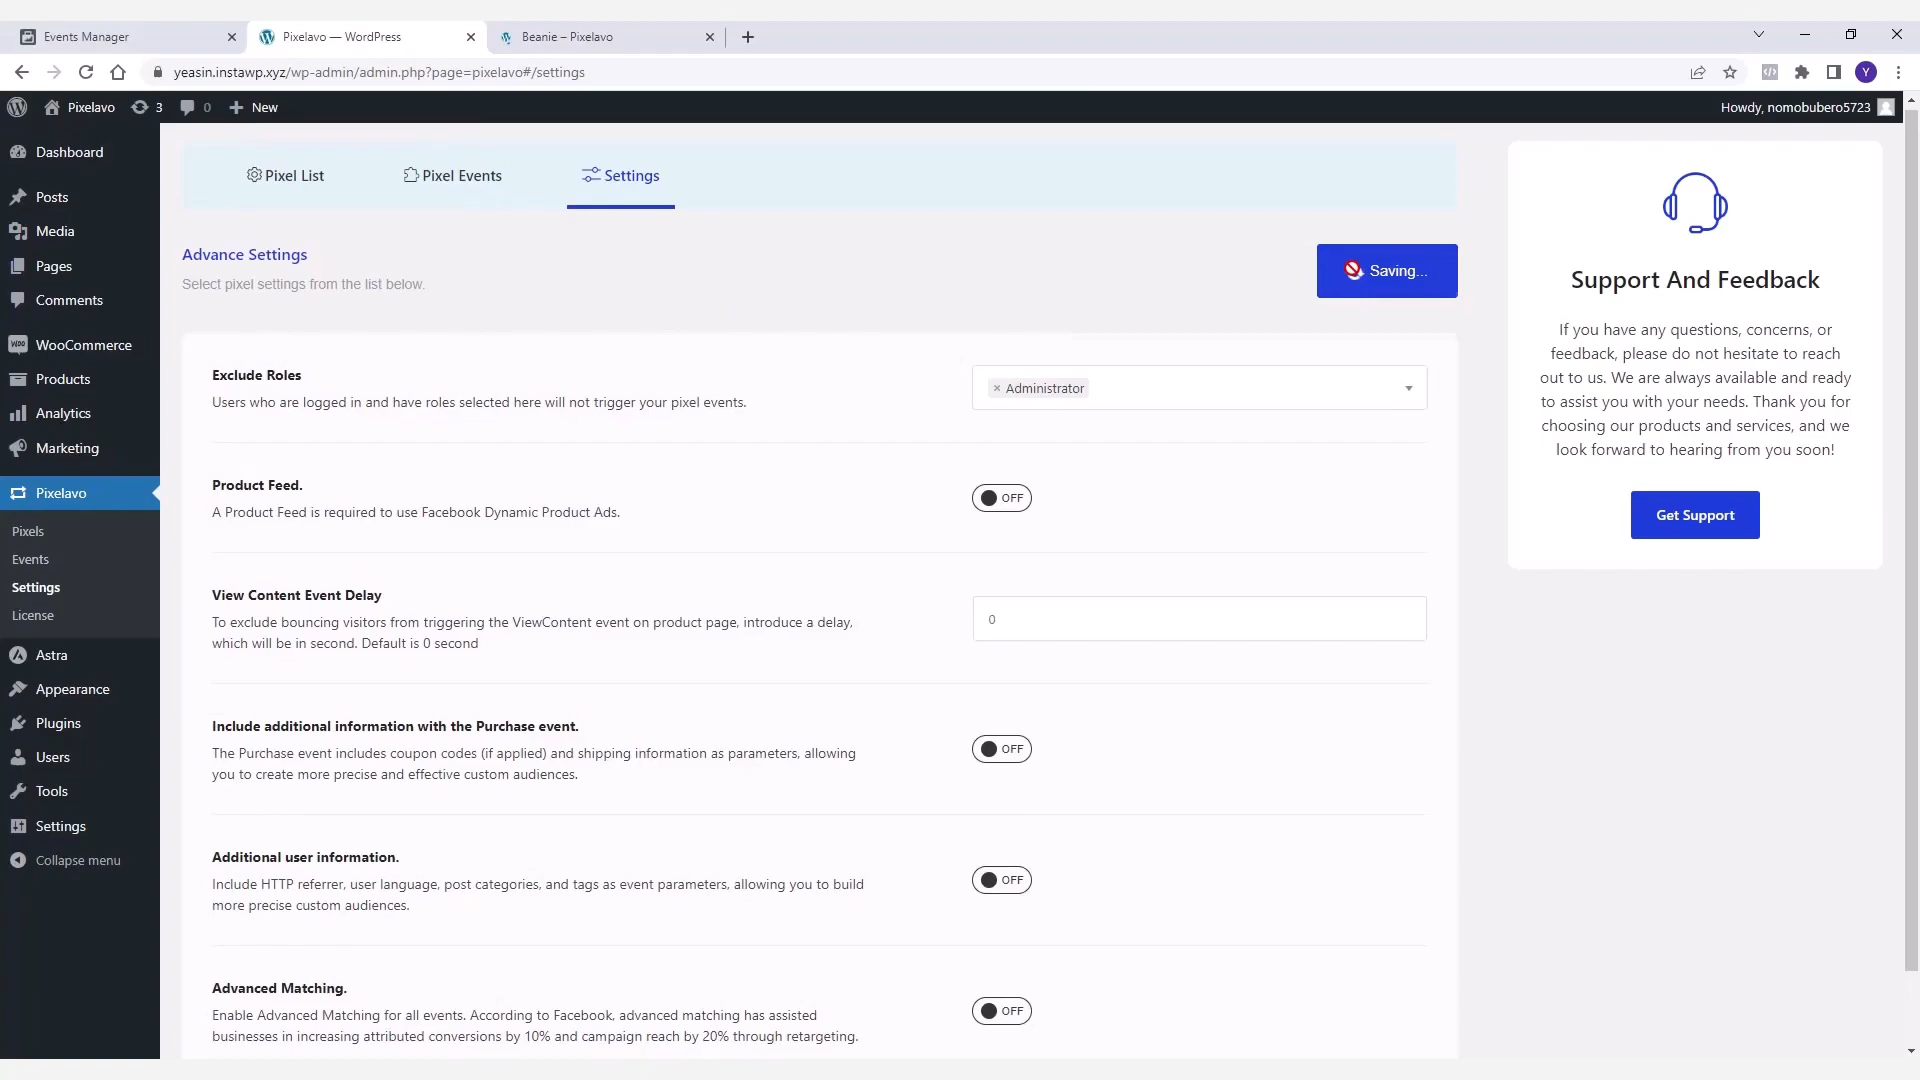 Events Manager
Pixelavo — WordPress
Beanie – Pixelavo
yeasin.instawp.xyz/wp-admin/admin.php?page=pixelavo#/settings
Y
Pixelavo
3
0
New
Howdy, nomobubero5723
Dashboard
Posts
Media
Pages
Comments
WooCommerce
Products
Analytics
Marketing
Pixelavo
Pixels
Events
Settings
License
Astra
Appearance
Plugins
Users
Tools
Settings
Collapse menu
Pixel List
Pixel Events
Settings
Advance Settings
Select pixel settings from the list below.
Saving...
Exclude Roles
Users who are logged in and have roles selected here will not trigger your pixel events.
× Administrator
Product Feed.
A Product Feed is required to use Facebook Dynamic Product Ads.
OFF
View Content Event Delay
To exclude bouncing visitors from triggering the ViewContent event on product page, introduce a delay,
which will be in second. Default is 0 second
0
Include additional information with the Purchase event.
The Purchase event includes coupon codes (if applied) and shipping information as parameters, allowing
you to create more precise and effective custom audiences.
OFF
Additional user information.
Include HTTP referrer, user language, post categories, and tags as event parameters, allowing you to build
more precise custom audiences.
OFF
Advanced Matching.
Enable Advanced Matching for all events. According to Facebook, advanced matching has assisted
businesses in increasing attributed conversions by 10% and campaign reach by 20% through retargeting.
OFF
Support And Feedback
If you have any questions, concerns, or
feedback, please do not hesitate to reach
out to us. We are always available and ready
to assist you with your needs. Thank you for
choosing our products and services, and we
look forward to hearing from you soon!
Get Support